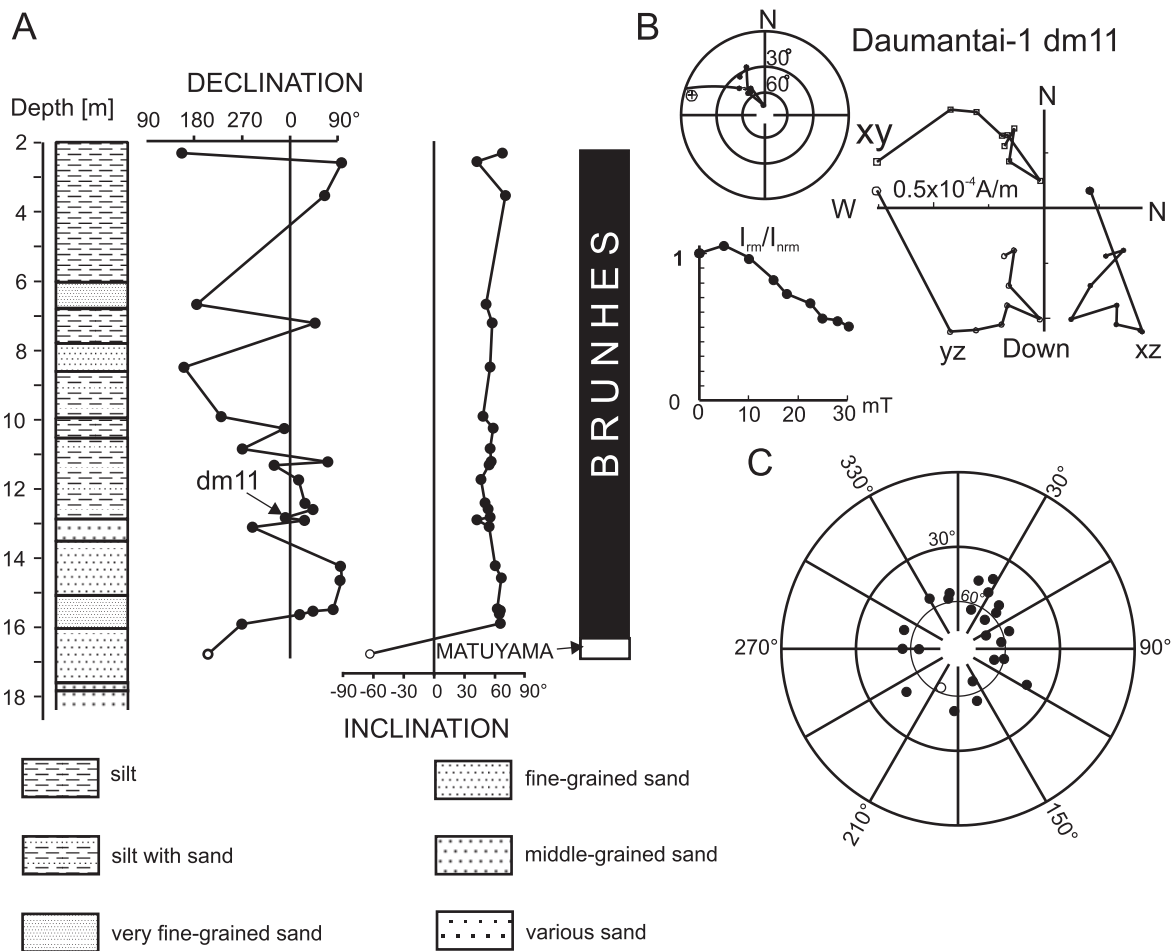 A
DECLINATION
Depth [m]
90 180 270 0 90°
2
4
6
8
10
12
14
16
18
dm11
BRUNHES
MATUYAMA
-90 -60 -30 0 30 60 90°
INCLINATION
silt
silt with sand
very fine-grained sand
fine-grained sand
middle-grained sand
various sand
B
Daumantai-1 dm11
N
30°
60°
Irm/Inrm
1
0
0 10 20 30 mT
N
xy
0.5x10-4A/m
W
N
yz
Down
xz
C
330°
30°
30°
60°
270°
90°
210°
150°